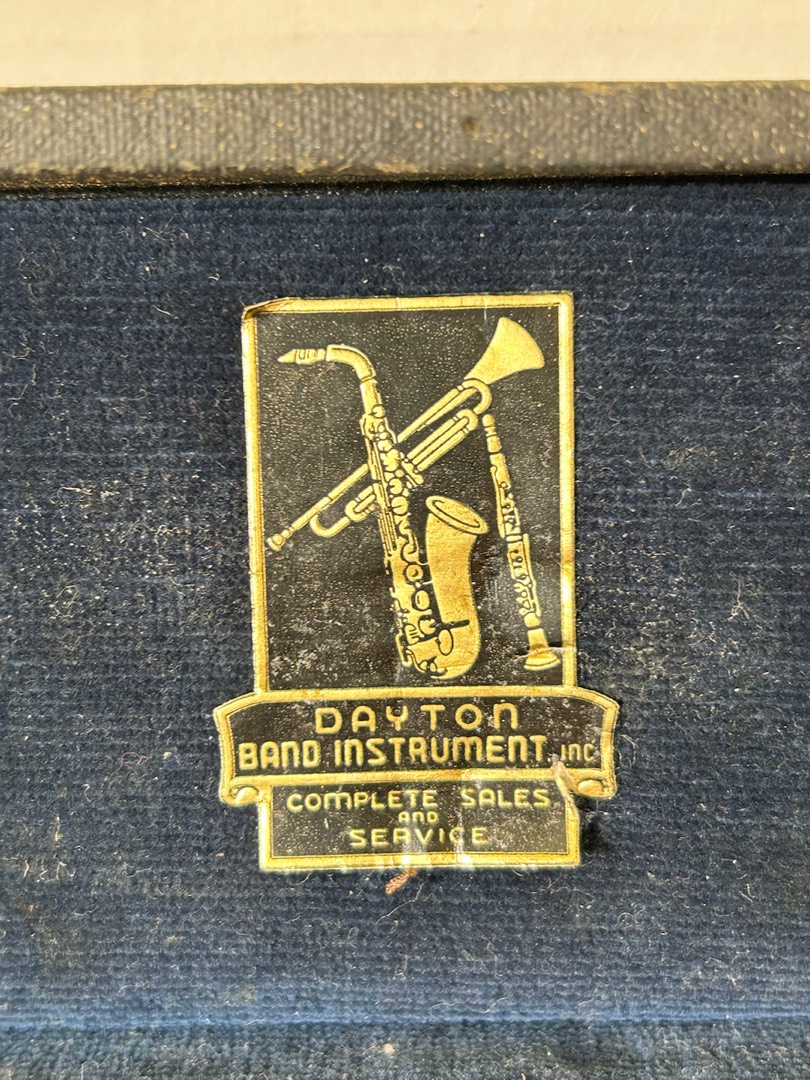 DAYTON
BAND INSTRUMENT, INC.
COMPLETE SALES
AND
SERVICE